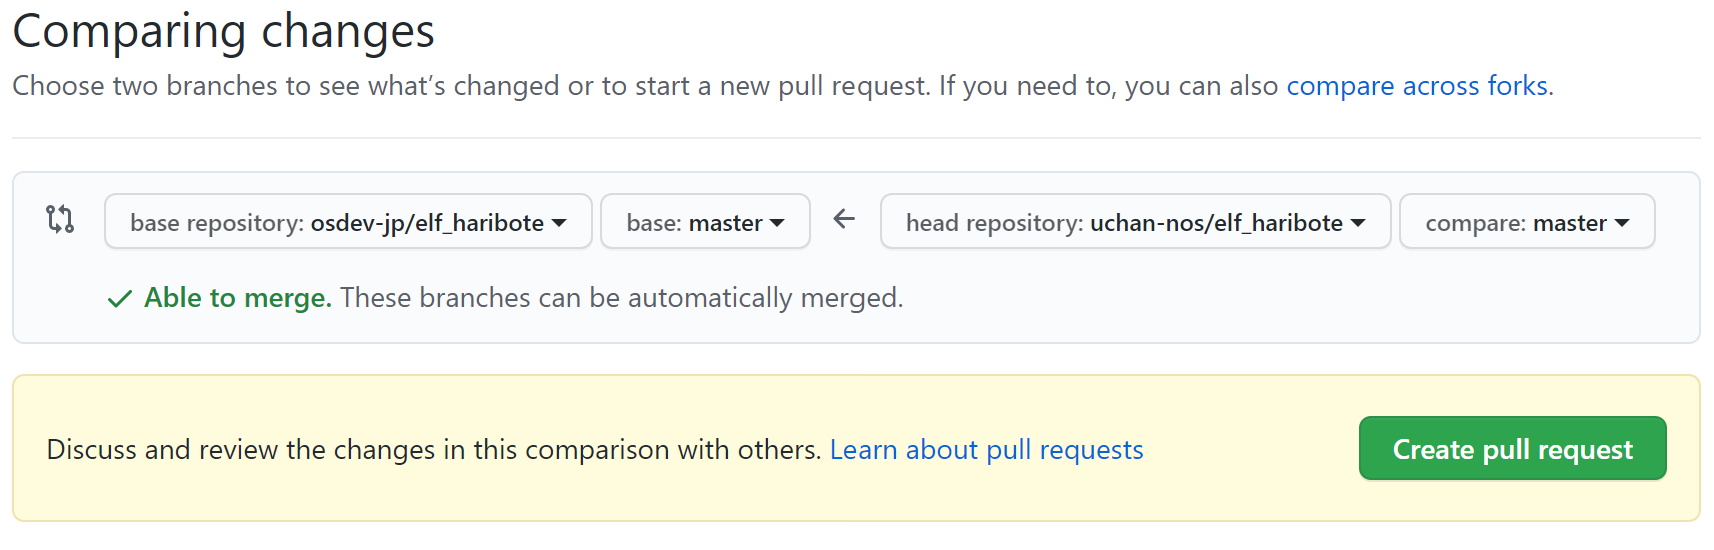 Comparing changes
Choose two branches to see what’s changed or to start a new pull request. If you need to, you can also compare across forks.
base repository: osdev-jp/elf_haribote base: master head repository: uchan-nos/elf_haribote compare: master
Able to merge. These branches can be automatically merged.
Discuss and review the changes in this comparison with others. Learn about pull requests Create pull request